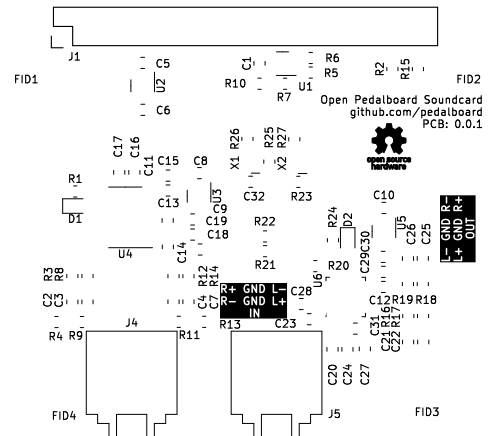 J1
C5
C1
R6
R5
R2
R15
FID1
U2
R10
R7
U1
FID2
C6
Open Pedalboard Soundcard
github.com/pedalboard
PCB: 0.0.1
C17
C16
C11
C15
C8
R26
X1
R25
X2
R27
open source
hardware
R1
D1
C13
U3
C9
C32
R23
C10
C19
C18
R22
R24
D2
C30
U5
C26
C25
L- GND R-
L+ GND R+
OUT
U4
C14
R21
U6
R20
C29
R3
R8
R12
R14
R+ GND L-
R- GND L+
IN
C28
C12
R19
R18
C2
C3
C4
C7
R4
R9
J4
R11
R13
C23
C31
R16
R17
C21
C22
C20
C24
C27
FID4
J5
FID3